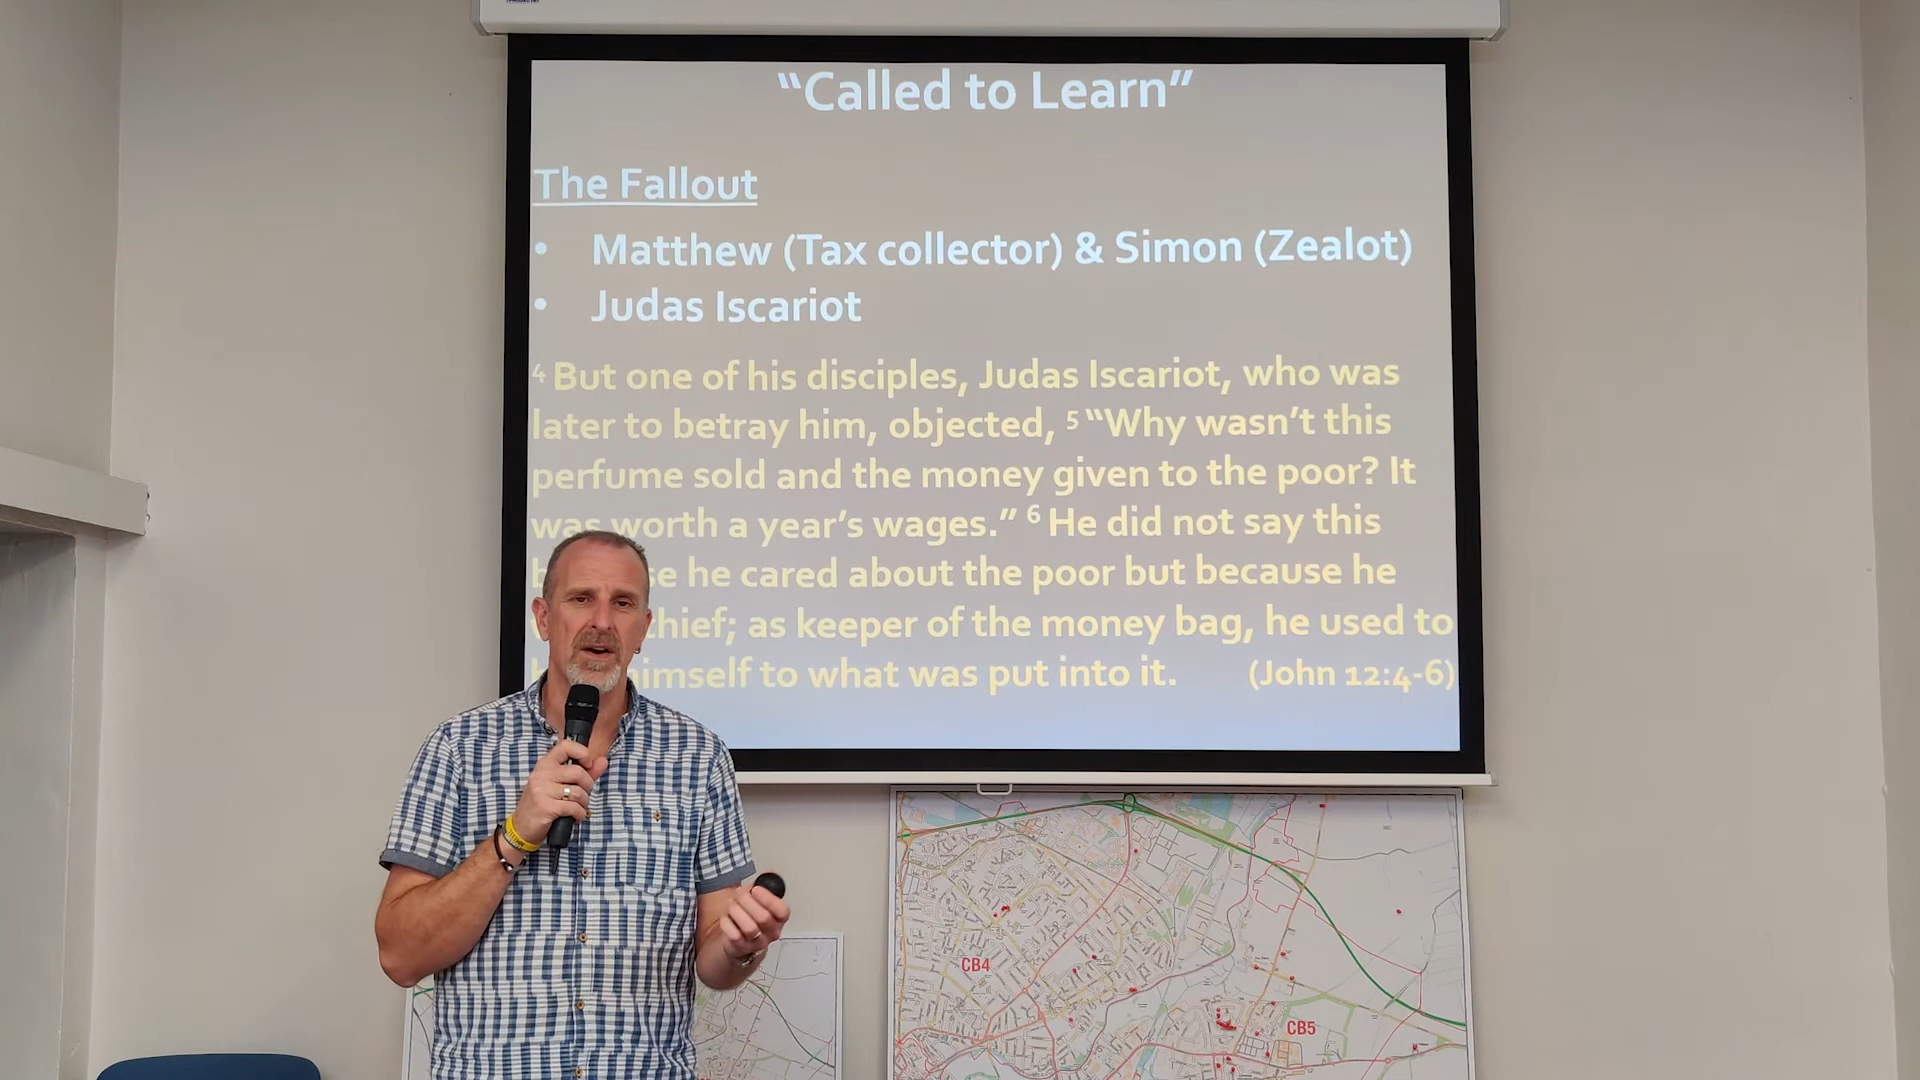 “Called to Learn”
The Fallout
• Matthew (Tax collector) & Simon (Zealot)
• Judas Iscariot
4 But one of his disciples, Judas Iscariot, who was
later to betray him, objected, 5 “Why wasn’t this
perfume sold and the money given to the poor? It
was worth a year’s wages.” 6 He did not say this
he cared about the poor but because he
as keeper of the money bag, he used to
to what was put into it. (John 12:4-6)
CB4
CB5